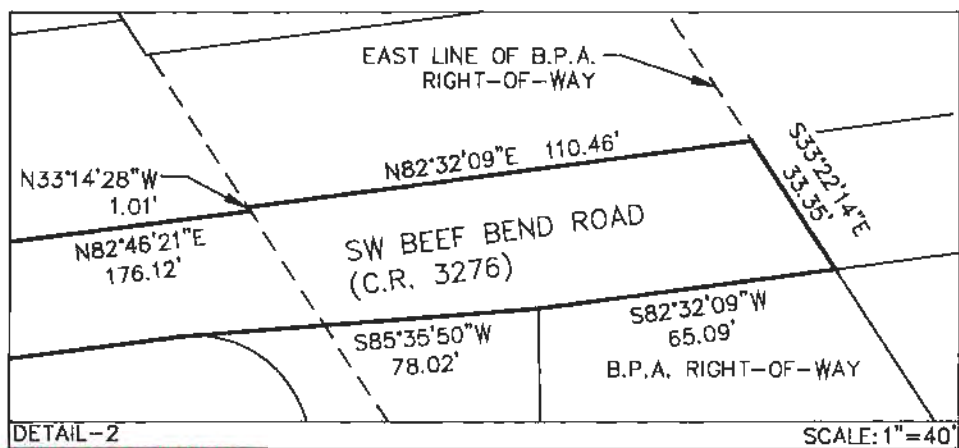 EAST LINE OF B.P.A.
RIGHT-OF-WAY
N33°14'28"W
1.01'
N82°32'09"E 110.46'
S33°22'14"E
33.35'
N82°46'21"E
176.12'
SW BEEF BEND ROAD
(C.R. 3276)
S85°35'50"W
78.02'
S82°32'09"W
65.09'
B.P.A. RIGHT-OF-WAY
DETAIL-2
SCALE: 1"=40'